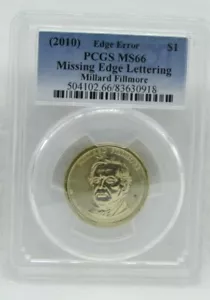 (2010) Edge Error $1
PCGS MS66
Missing Edge Lettering
Millard Fillmore
504102.66/83630918